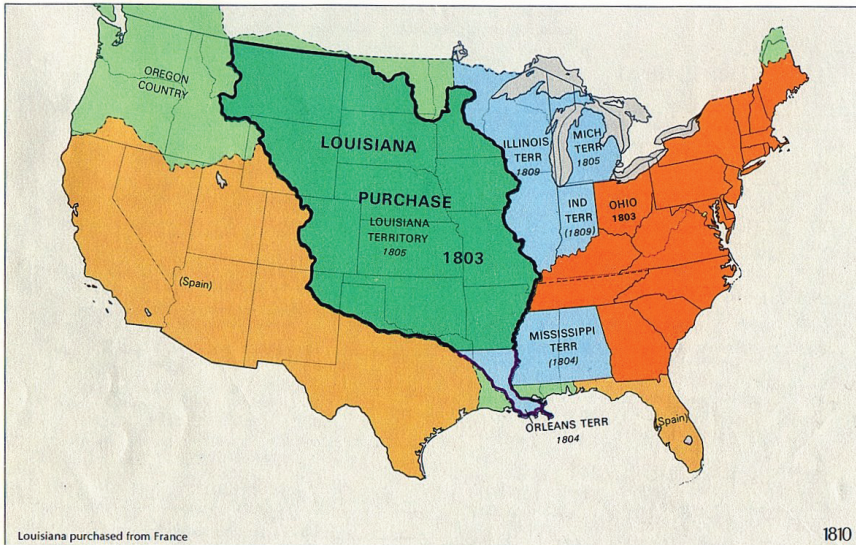 OREGON
COUNTRY
LOUISIANA
PURCHASE
LOUISIANA
TERRITORY
1805
1803
ILLINOIS
TERR
1809
MICH
TERR
1805
IND
TERR
(1809)
OHIO
1803
(Spain)
MISSISSIPPI
TERR
(1804)
ORLEANS TERR
1804
(Spain)
Louisiana purchased from France
1810